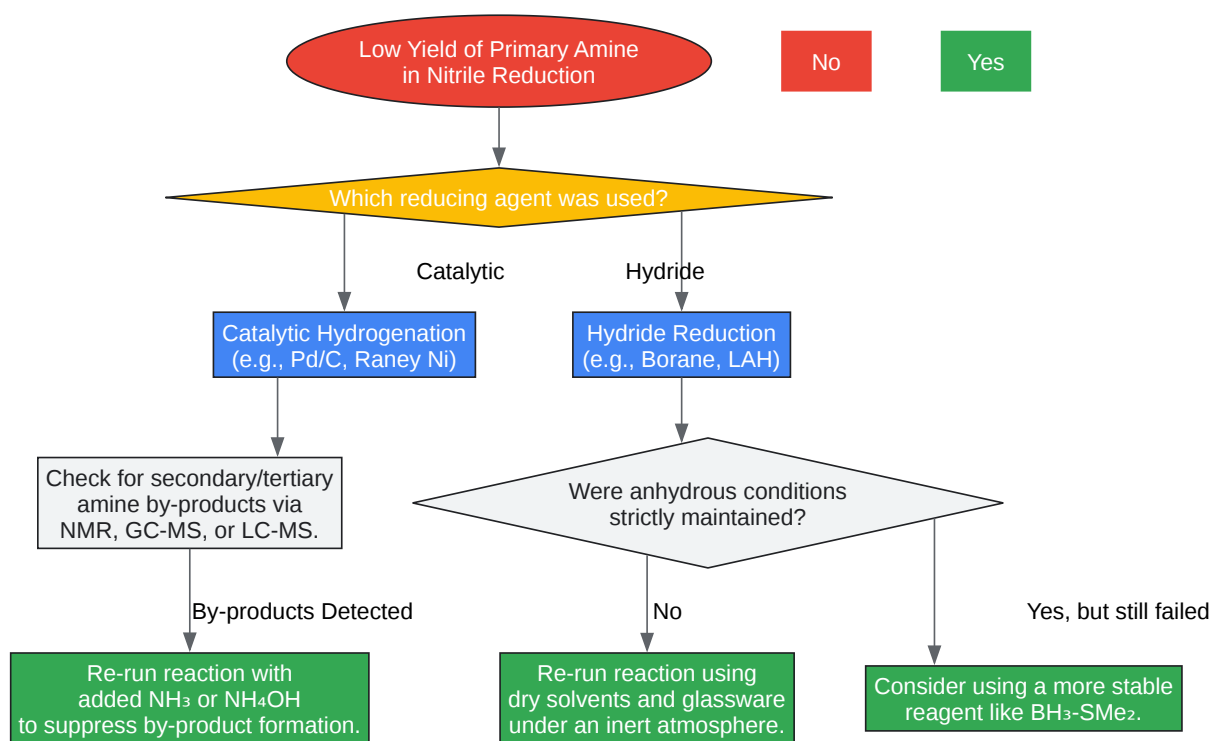 Low Yield of Primary Amine
in Nitrile Reduction
No
Yes
Which reducing agent was used?
Catalytic
Hydride
Catalytic Hydrogenation
(e.g., Pd/C, Raney Ni)
Hydride Reduction
(e.g., Borane, LAH)
Check for secondary/tertiary
amine by-products via
NMR, GC-MS, or LC-MS.
Were anhydrous conditions
strictly maintained?
By-products Detected
No
Yes, but still failed
Re-run reaction with
added NH₃ or NH₄OH
to suppress by-product formation.
Re-run reaction using
dry solvents and glassware
under an inert atmosphere.
Consider using a more stable
reagent like BH₃-SMe₂.